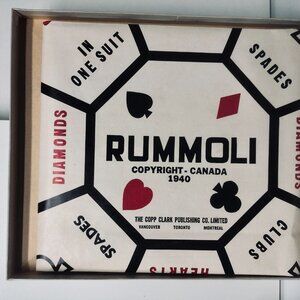 IN
ONE SUIT
SPADES
DIAMONDS
RUMMOLI
COPYRIGHT - CANADA
1940
THE COPP CLARK PUBLISHING CO. LIMITED
VANCOUVER TORONTO MONTREAL
SPADES
CLUBS
HEARTS